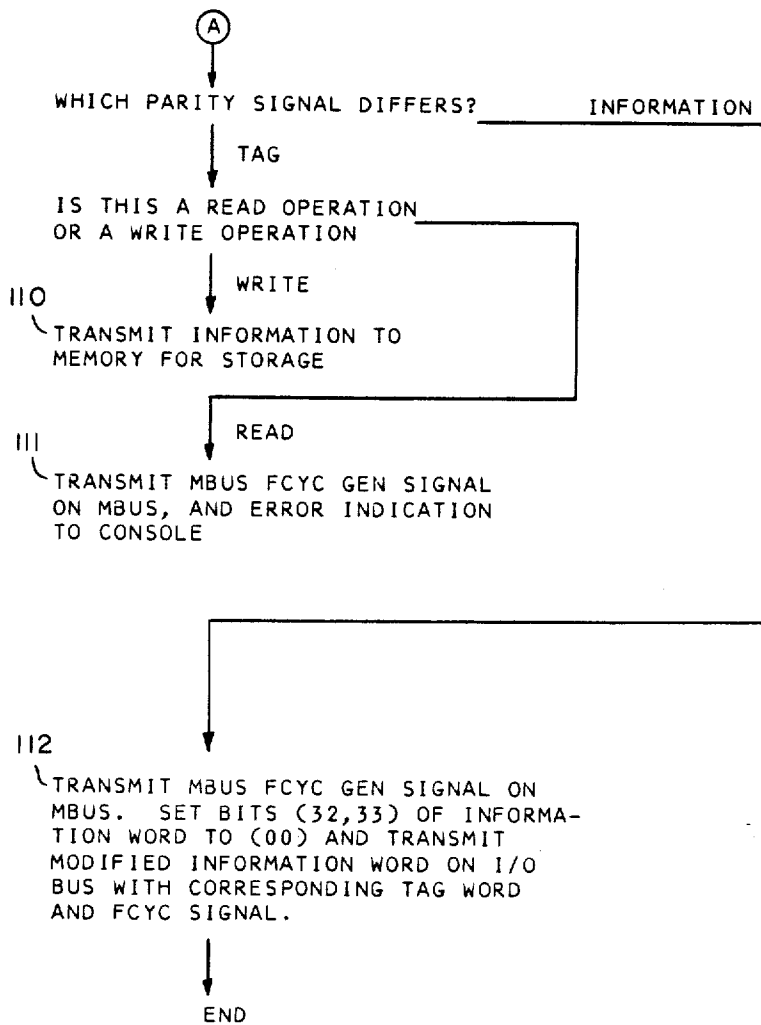 A
WHICH PARITY SIGNAL DIFFERS? INFORMATION
TAG
IS THIS A READ OPERATION
OR A WRITE OPERATION
WRITE
110
TRANSMIT INFORMATION TO
MEMORY FOR STORAGE
READ
111
TRANSMIT MBUS FCYC GEN SIGNAL
ON MBUS, AND ERROR INDICATION
TO CONSOLE
112
TRANSMIT MBUS FCYC GEN SIGNAL ON
MBUS. SET BITS (32,33) OF INFORMA-
TION WORD TO (00) AND TRANSMIT
MODIFIED INFORMATION WORD ON I/O
BUS WITH CORRESPONDING TAG WORD
AND FCYC SIGNAL.
END